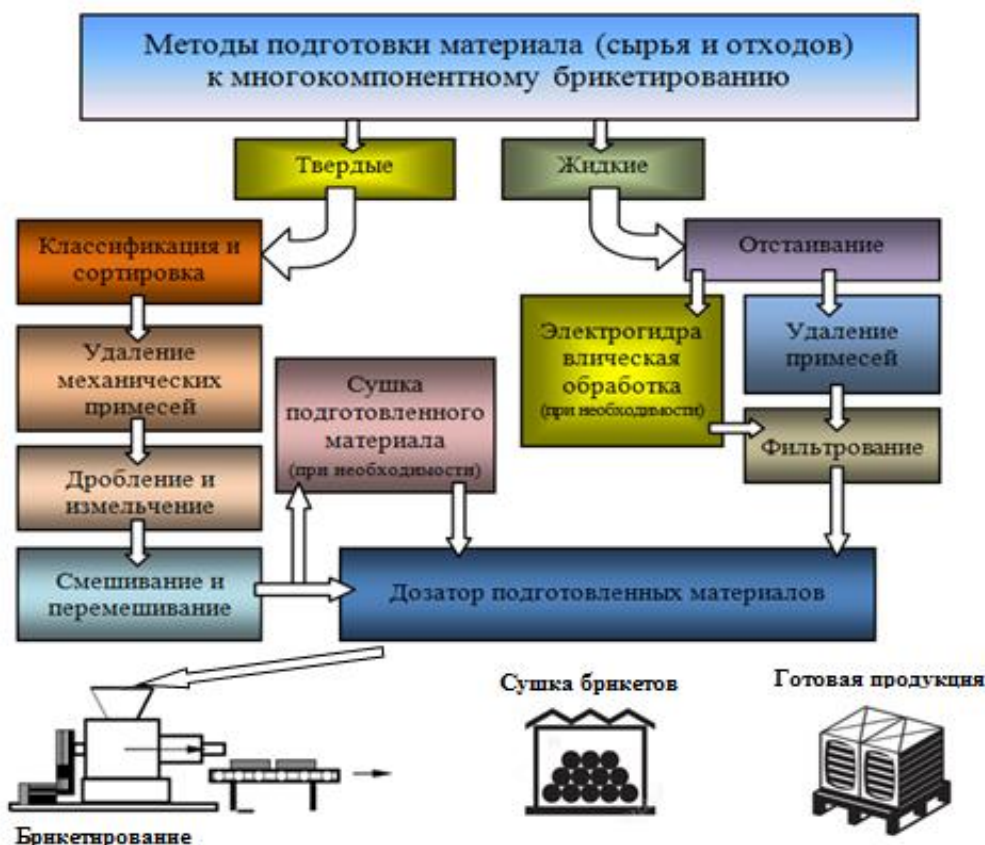 Методы подготовки материала (сырья и отходов)
к многокомпонентному брикетированию
Твердые
Жидкие
Классификация и
сортировка
Отстаивание
Удаление
механических
примесей
Сушка
подготовленного
материала
(при необходимости)
Электрогидра
влическая
обработка
(при необходимости)
Удаление
примесей
Фильтрование
Дробление и
измельчение
Смешивание и
перемешивание
Дозатор подготовленных материалов
Сушка брикетов
Готовая продукция
Брикетирование